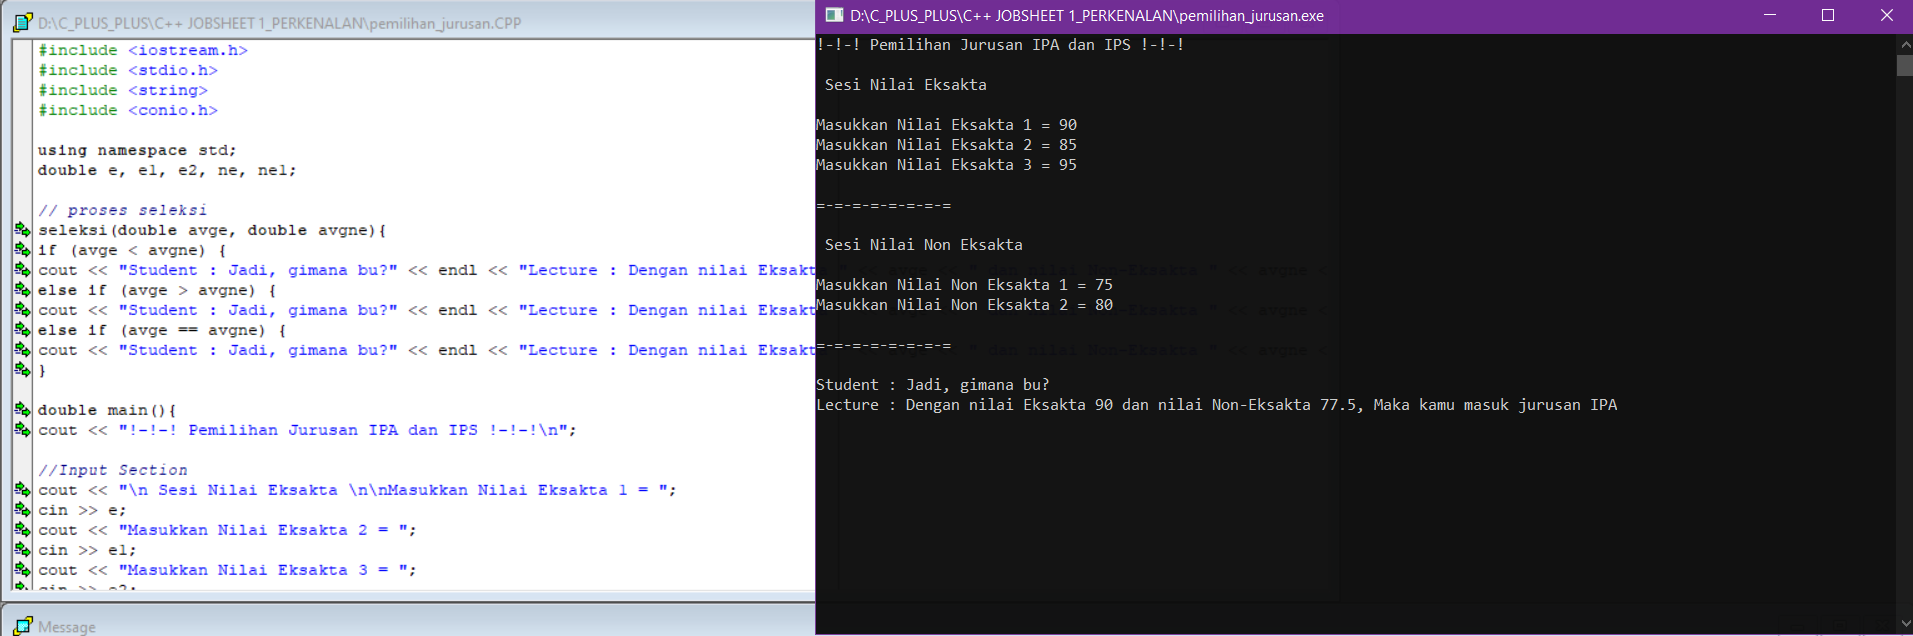 D:\C_PLUS_PLUS\C++ JOBSHEET 1_PERKENALAN\pemilihan_jurusan.CPP
#include <iostream.h>
#include <stdio.h>
#include <string>
#include <conio.h>
using namespace std;
double e, e1, e2, ne, ne1;
// proses seleksi
seleksi(double avge, double avgne){
if (avge < avgne) {
cout << "Student : Jadi, gimana bu?" << endl << "Lecture : Dengan nilai Eksakt
else if (avge > avgne) {
cout << "Student : Jadi, gimana bu?" << endl << "Lecture : Dengan nilai Eksakt
else if (avge == avgne) {
cout << "Student : Jadi, gimana bu?" << endl << "Lecture : Dengan nilai Eksakt
}
double main(){
cout << "!-!-! Pemilihan Jurusan IPA dan IPS !-!-!\n";
//Input Section
cout << "\n Sesi Nilai Eksakta \n\nMasukkan Nilai Eksakta 1 = ";
cin >> e;
cout << "Masukkan Nilai Eksakta 2 = ";
cin >> e1;
cout << "Masukkan Nilai Eksakta 3 = ";
cin >> e2;
Message
D:\C_PLUS_PLUS\C++ JOBSHEET 1_PERKENALAN\pemilihan_jurusan.exe
!-!-! Pemilihan Jurusan IPA dan IPS !-!-!
Sesi Nilai Eksakta
Masukkan Nilai Eksakta 1 = 90
Masukkan Nilai Eksakta 2 = 85
Masukkan Nilai Eksakta 3 = 95
=-=-=-=-=-=-=-=
Sesi Nilai Non Eksakta
Masukkan Nilai Non Eksakta 1 = 75
Masukkan Nilai Non Eksakta 2 = 80
=-=-=-=-=-=-=-=
Student : Jadi, gimana bu?
Lecture : Dengan nilai Eksakta 90 dan nilai Non-Eksakta 77.5, Maka kamu masuk jurusan IPA